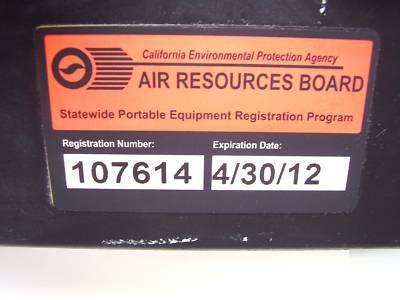 California Environmental Protection Agency
AIR RESOURCES BOARD
Statewide Portable Equipment Registration Program
Registration Number: Expiration Date:
107614 4/30/12